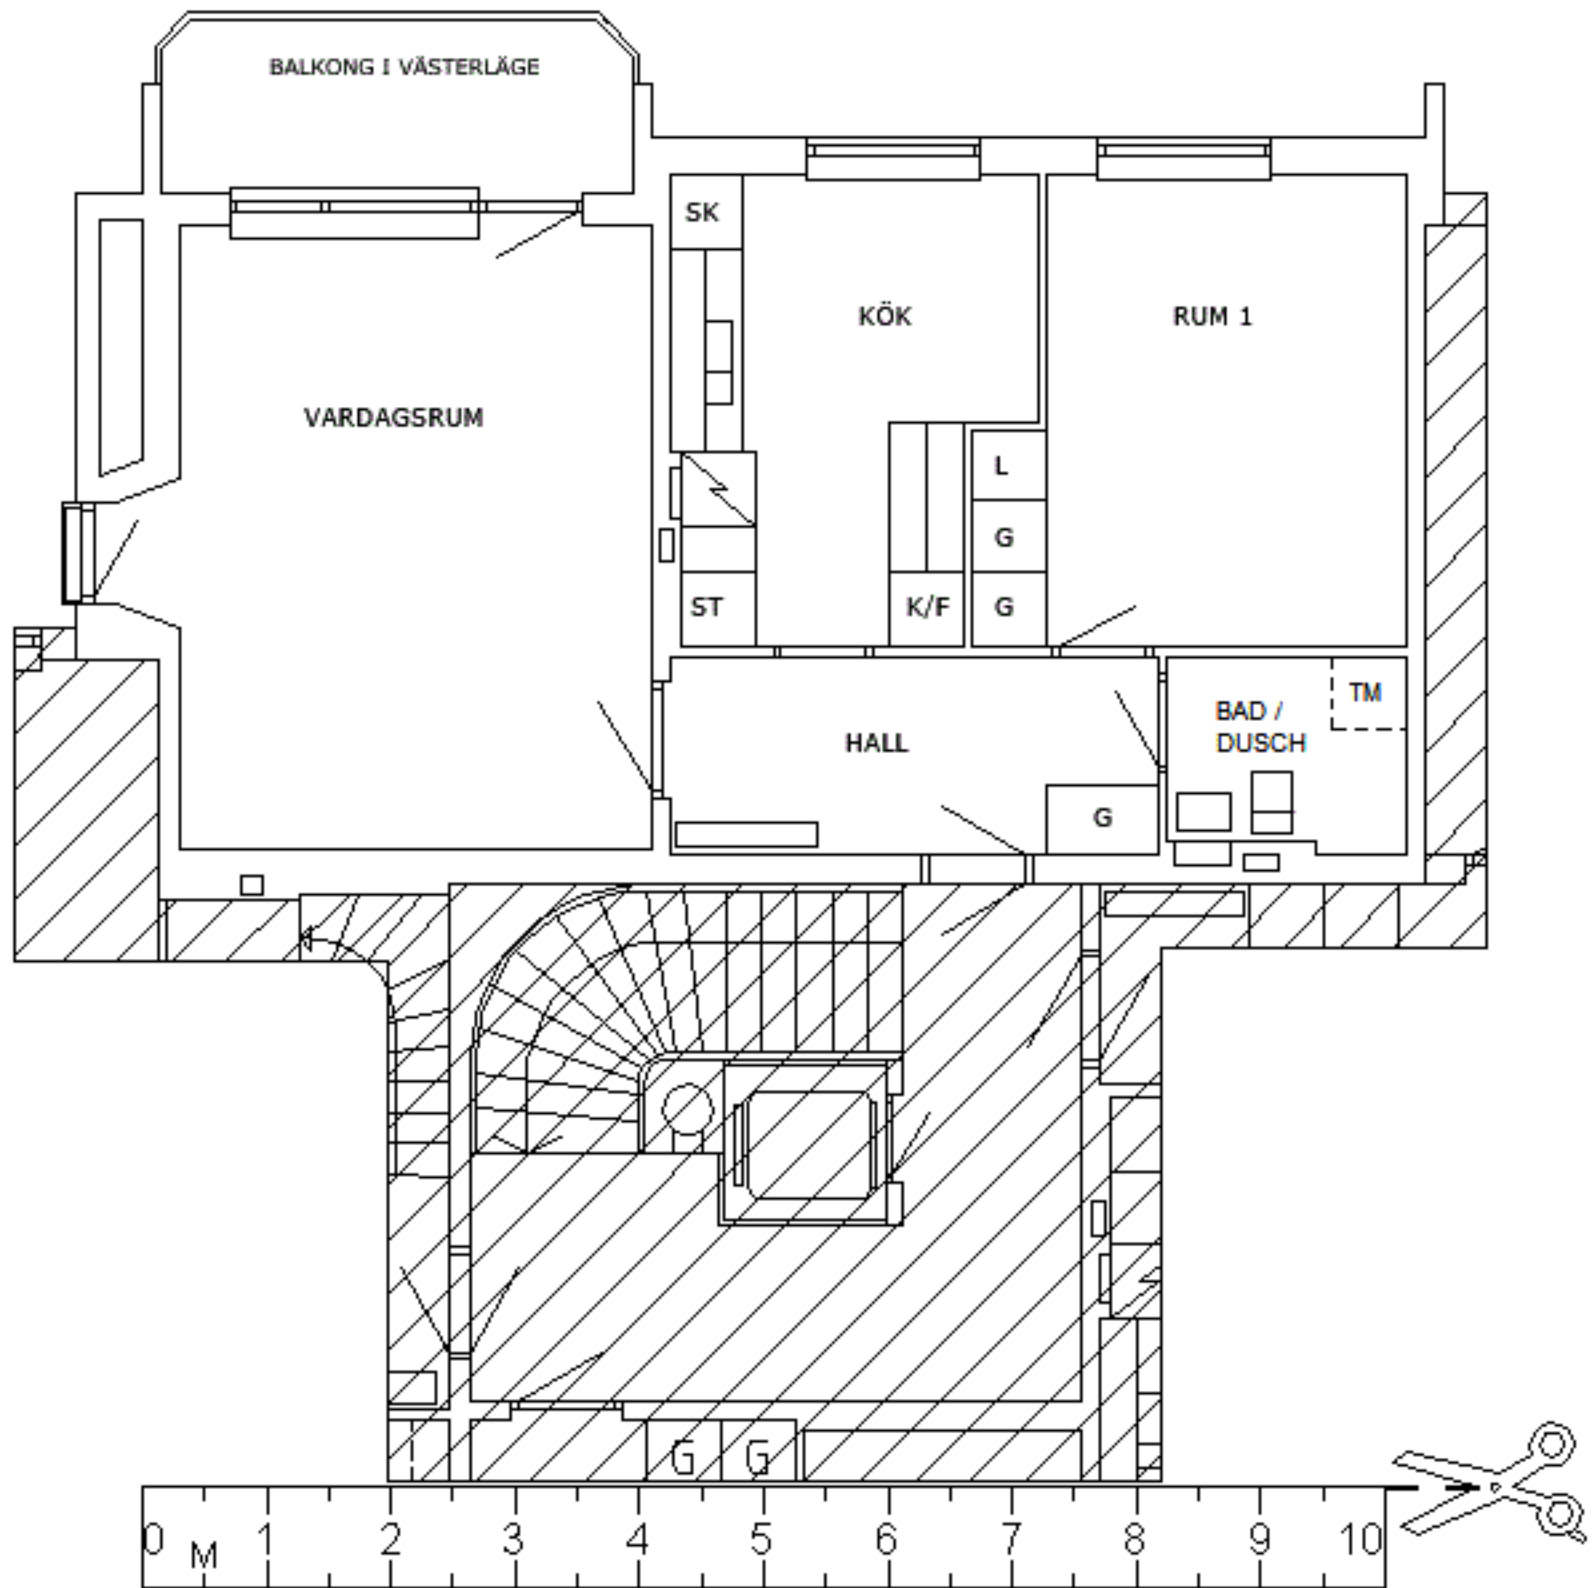 BALKONG I VÄSTERLÄGE
SK
KÖK
RUM 1
VARDAGSRUM
L
G
ST
K/F
G
TM
BAD /
DUSCH
HALL
G
G G
0 M 1 2 3 4 5 6 7 8 9 10